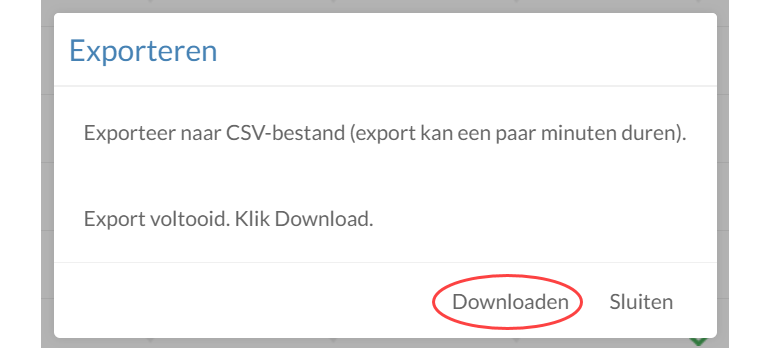 Exporteren
Exporteer naar CSV-bestand (export kan een paar minuten duren).
Export voltooid. Klik Download.
Downloaden Sluiten